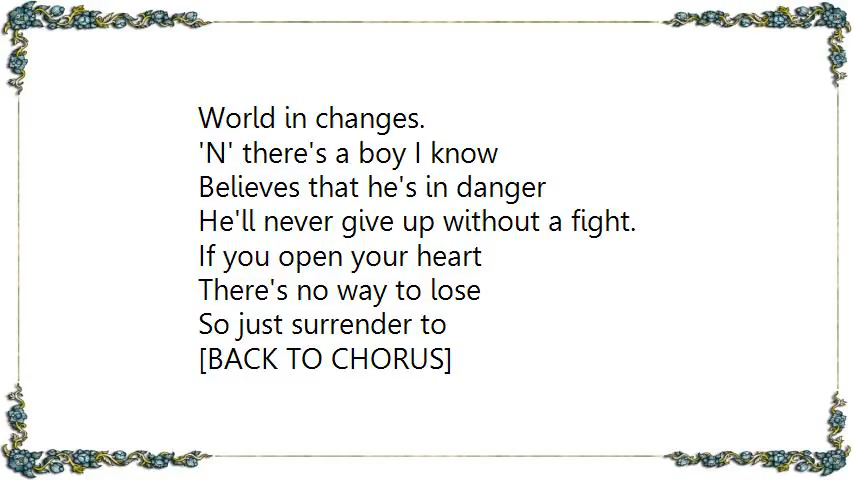 World in changes.
'N' there's a boy I know
Believes that he's in danger
He'll never give up without a fight.
If you open your heart
There's no way to lose
So just surrender to
[BACK TO CHORUS]